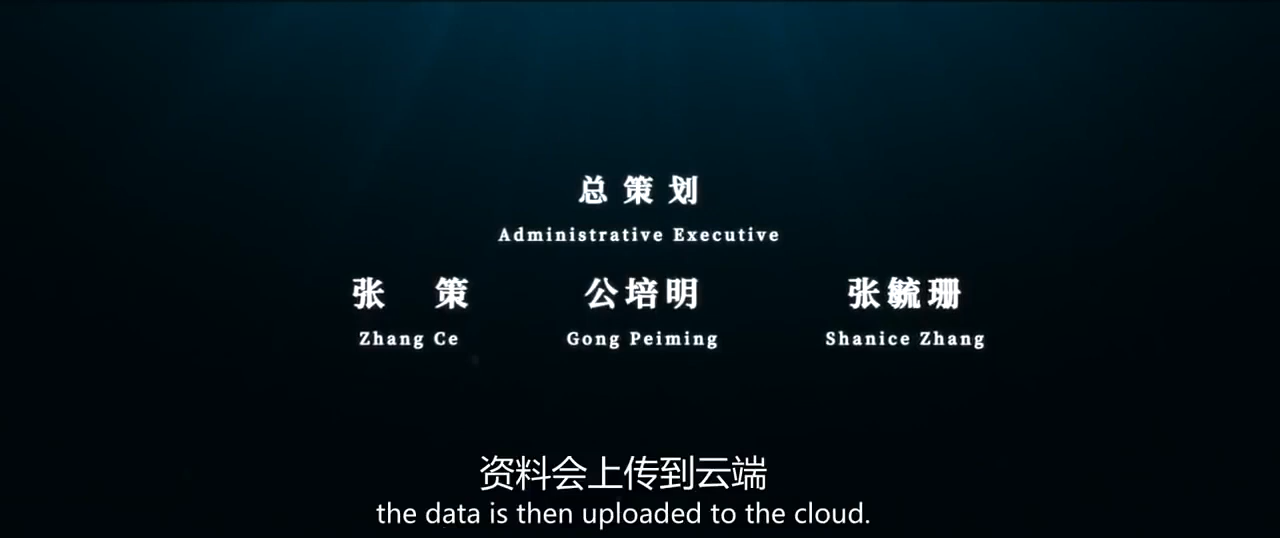 总策划
Administrative Executive
张 策 公培明 张毓珊
Zhang Ce Gong Peiming Shanice Zhang
资料会上传到云端
the data is then uploaded to the cloud.